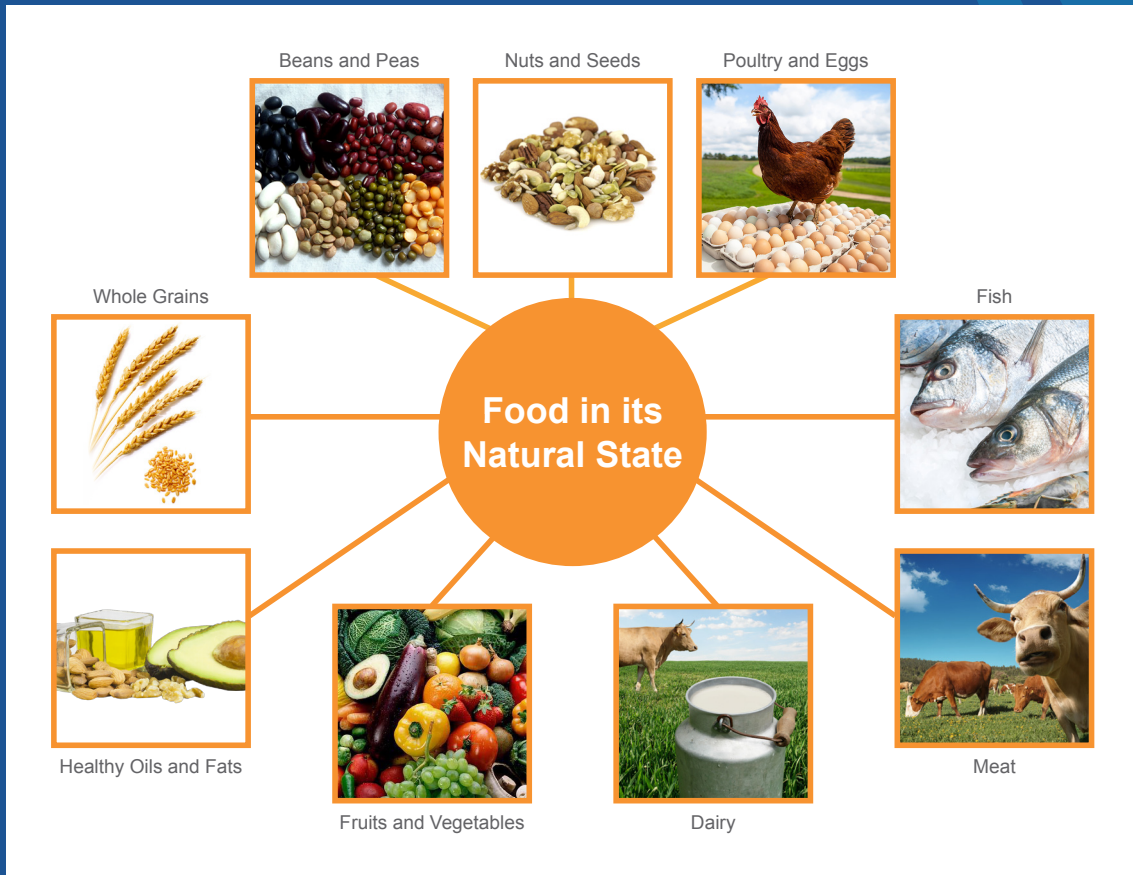 Beans and Peas
Nuts and Seeds
Poultry and Eggs
Whole Grains
Fish
Food in its
Natural State
Healthy Oils and Fats
Meat
Fruits and Vegetables
Dairy